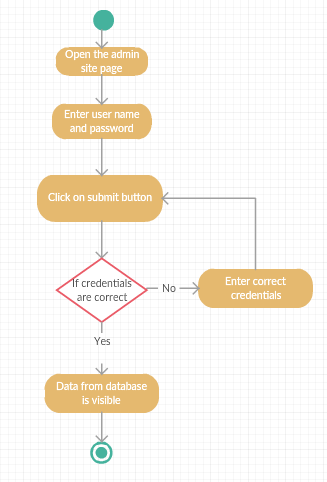 Open the admin
site page
Enter user name
and password
Click on submit button
If credentials
are correct
No
Enter correct
credentials
Yes
Data from database
is visible